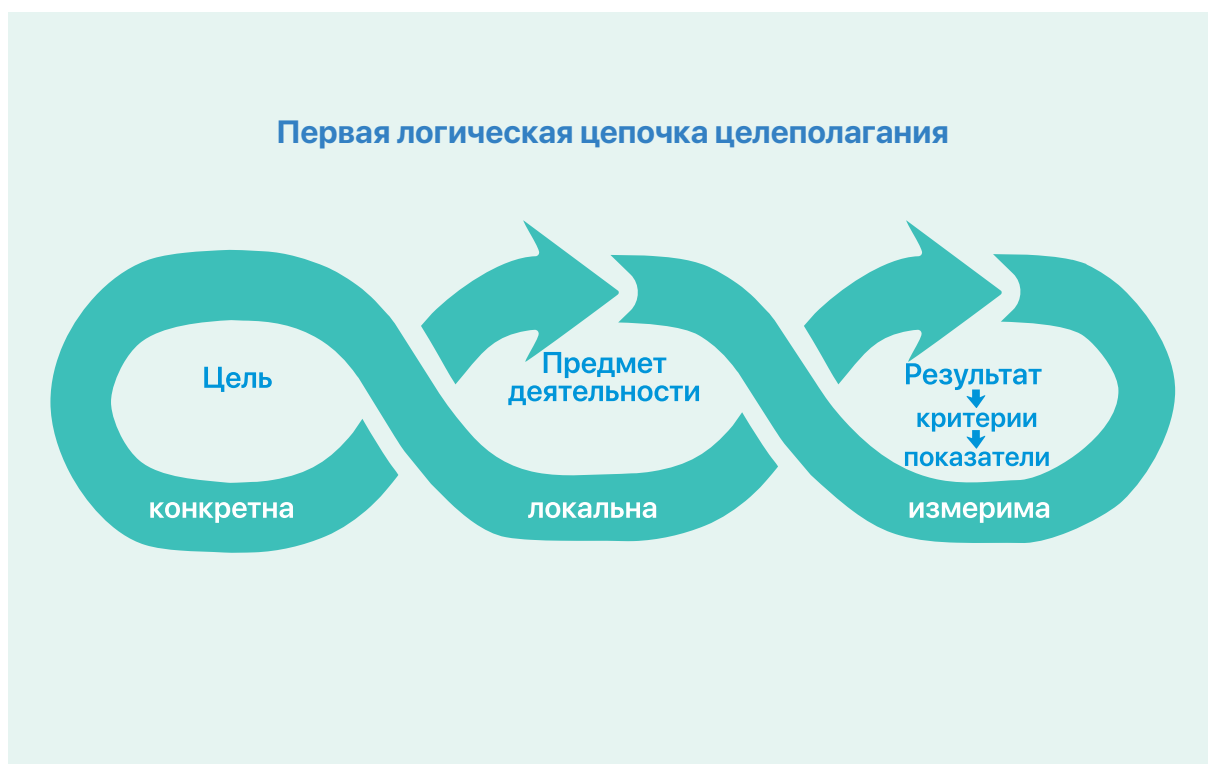 Первая логическая цепочка целеполагания
Цель
конкретна
Предмет
деятельности
локальна
Результат
критерии
показатели
измерима